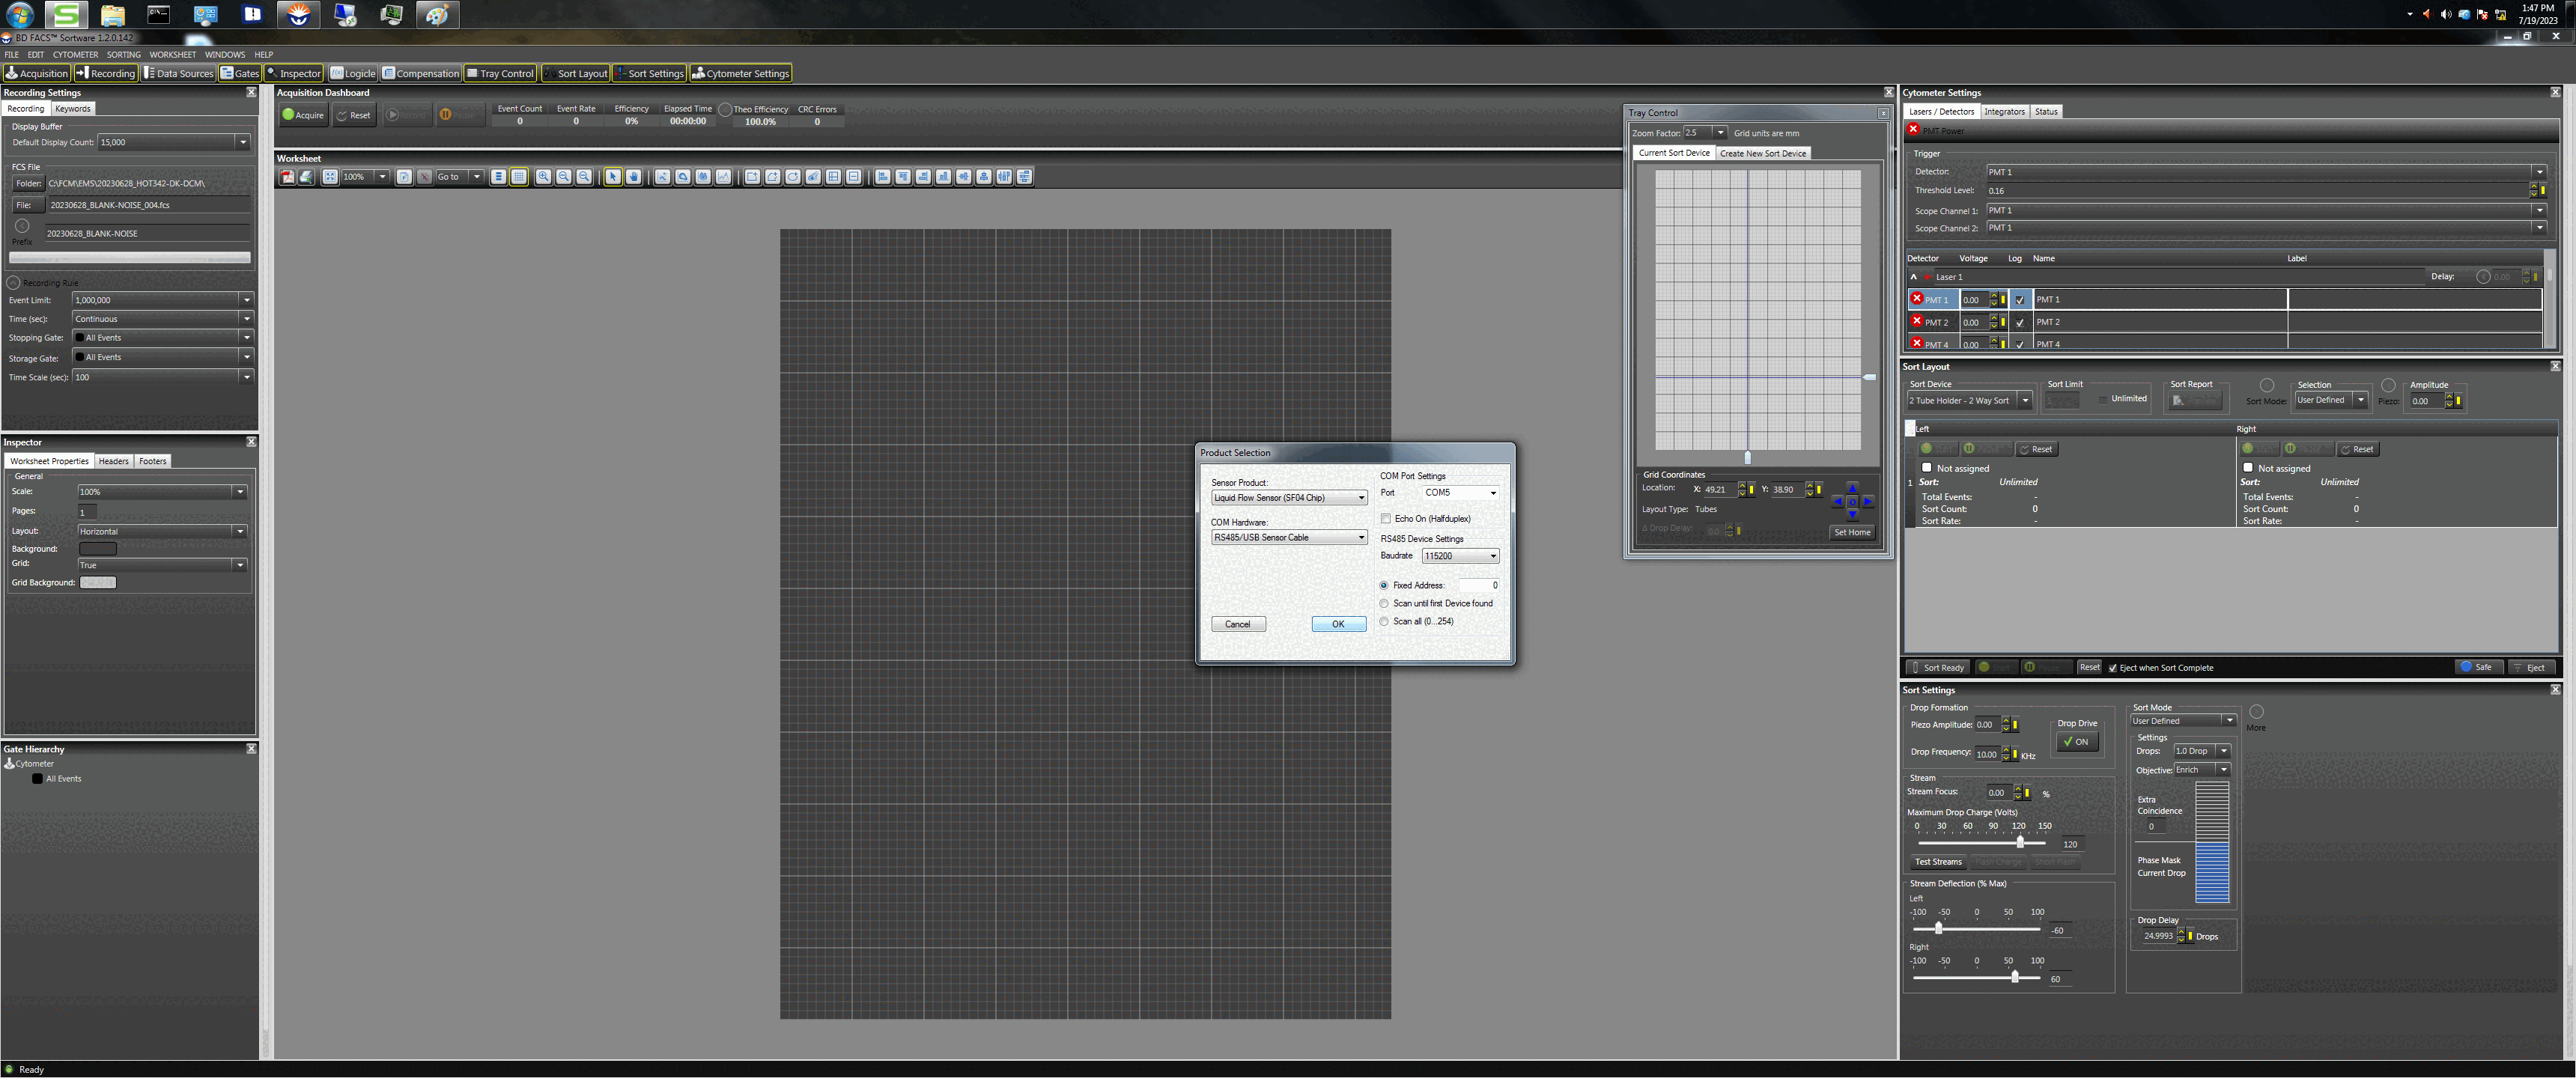 1:47 PM
7/19/2023
BD FACS™ Sortware 1.2.0.142
FILE EDIT CYTOMETER SORTING WORKSHEET WINDOWS HELP
Acquisition Recording Data Sources Gates Inspector Logicle Compensation Tray Control Sort Layout Sort Settings Cytometer Settings
Recording Settings
Recording Keywords
Display Buffer
Default Display Count: 15,000
FCS File
Folder: C:\FCM\EMS\20230628_HOT342-DK-DCM\
File: 20230628_BLANK-NOISE_004.fcs
Prefix 20230628_BLANK-NOISE
Recording Rule
Event Limit: 1,000,000
Time (sec): Continuous
Stopping Gate: All Events
Storage Gate: All Events
Time Scale (sec): 100
Inspector
Worksheet Properties Headers Footers
General
Scale: 100%
Pages: 1
Layout: Horizontal
Background:
Grid: True
Grid Background:
Gate Hierarchy
Cytometer
All Events
Ready
Acquisition Dashboard
Acquire Reset Record Pause
Event Count Event Rate Efficiency Elapsed Time Theo Efficiency CRC Errors
0 0 0% 00:00:00 100.0% 0
Worksheet
100% Go to
Product Selection
Sensor Product:
Liquid Flow Sensor (SF04 Chip)
COM Hardware:
RS485/USB Sensor Cable
Cancel OK
COM Port Settings
Port COM5
Echo On (Halfduplex)
RS485 Device Settings
Baudrate 115200
Fixed Address: 0
Scan until first Device found
Scan all (0...254)
Tray Control
Zoom Factor: 2.5 Grid units are mm
Current Sort Device Create New Sort Device
Grid Coordinates
Location: X: 49.21 Y: 38.90
Layout Type: Tubes
Δ Drop Delay: 0.0
Set Home
Cytometer Settings
Lasers / Detectors Integrators Status
PMT Power
Trigger
Detector: PMT 1
Threshold Level: 0.16
Scope Channel 1: PMT 1
Scope Channel 2: PMT 1
Detector Voltage Log Name Label
Laser 1 Delay: 0.00
PMT 1 0.00 PMT 1
PMT 2 0.00 PMT 2
PMT 4 0.00 PMT 4
Sort Layout
Sort Device Sort Limit Sort Report Selection Amplitude
2 Tube Holder - 2 Way Sort Unlimited Sort Mode: User Defined Piezo: 0.00
Left Right
Reset Reset
Not assigned Not assigned
1 Sort: Unlimited Sort: Unlimited
Total Events: - Total Events: -
Sort Count: 0 Sort Count: 0
Sort Rate: - Sort Rate: -
Sort Ready Reset Eject when Sort Complete Safe Eject
Sort Settings
Drop Formation
Piezo Amplitude: 0.00
Drop Drive
ON
Drop Frequency: 10.00 KHz
Stream
Stream Focus: 0.00 %
Maximum Drop Charge (Volts)
0 30 60 90 120 150
120
Test Streams Flash Charge Short Flash
Stream Deflection (% Max)
Left
-100 -50 0 50 100
-60
Right
-100 -50 0 50 100
60
Sort Mode
User Defined
More
Settings
Drops: 1.0 Drop
Objective: Enrich
Extra
Coincidence
0
Phase Mask
Current Drop
Drop Delay
24.9993 Drops